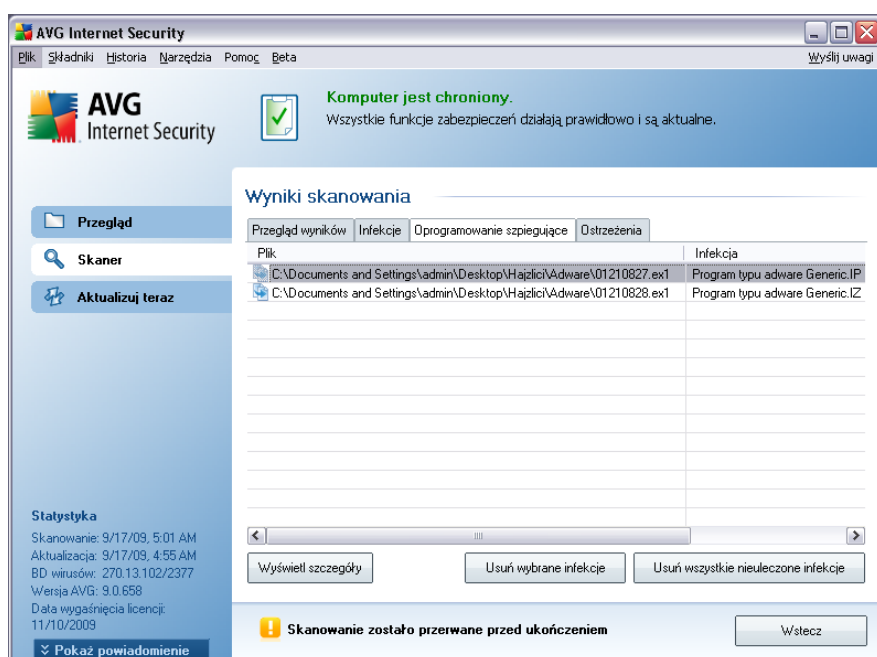 AVG Internet Security
Plik Składniki Historia Narzędzia Pomoc Beta Wyślij uwagi
AVG
Internet Security
Komputer jest chroniony.
Wszystkie funkcje zabezpieczeń działają prawidłowo i są aktualne.
Przegląd
Skaner
Aktualizuj teraz
Wyniki skanowania
Przegląd wyników Infekcje Oprogramowanie szpiegujące Ostrzeżenia
Plik Infekcja
C:\Documents and Settings\admin\Desktop\Hajzlici\Adware\01210827.ex1 Program typu adware Generic.IP
C:\Documents and Settings\admin\Desktop\Hajzlici\Adware\01210828.ex1 Program typu adware Generic.IZ
Statystyka
Skanowanie: 9/17/09, 5:01 AM
Aktualizacja: 9/17/09, 4:55 AM
BD wirusów: 270.13.102/2377
Wersja AVG: 9.0.658
Data wygaśnięcia licencji:
11/10/2009
Pokaż powiadomienie
Wyświetl szczegóły Usuń wybrane infekcje Usuń wszystkie nieuleczone infekcje
Skanowanie zostało przerwane przed ukończeniem
Wstecz